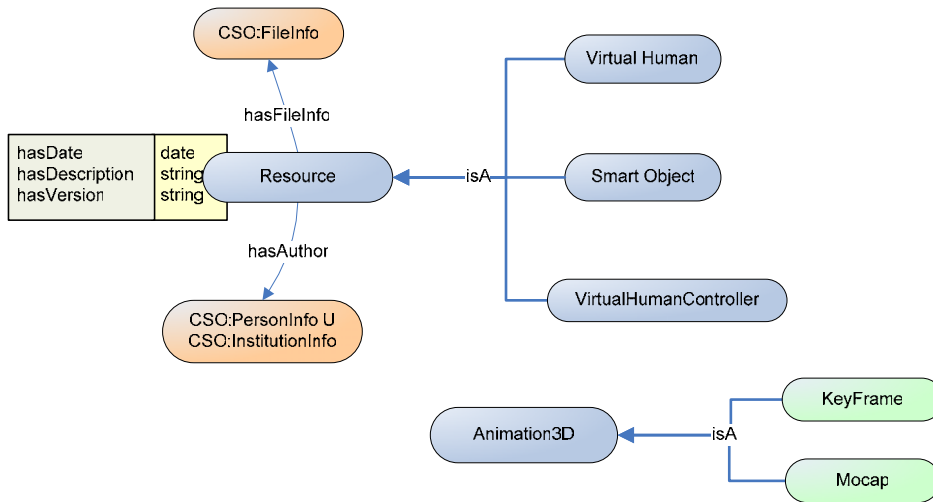 CSO:FileInfo
Virtual Human
hasFileInfo
hasDate date
hasDescription string
hasVersion string
Resource
isA
Smart Object
hasAuthor
VirtualHumanController
CSO:PersonInfo U
CSO:InstitutionInfo
KeyFrame
Animation3D
isA
Mocap